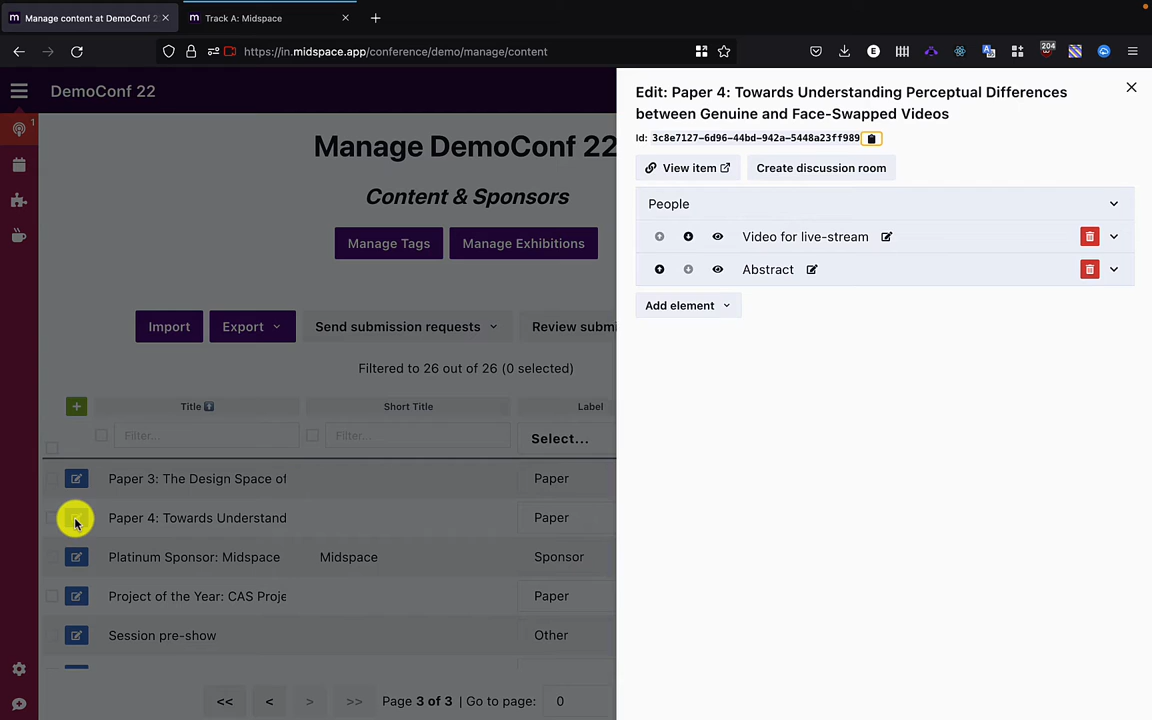 Manage content at DemoConf 2
Track A: Midspace
https://in.midspace.app/conference/demo/manage/content
204
DemoConf 22
1
Manage DemoConf 22
Content & Sponsors
Manage Tags
Manage Exhibitions
Import
Export
Send submission requests
Review submi
Filtered to 26 out of 26 (0 selected)
Title
Short Title
Label
Filter...
Filter...
Select...
Paper 3: The Design Space of
Paper
Paper 4: Towards Understand
Paper
Platinum Sponsor: Midspace
Midspace
Sponsor
Project of the Year: CAS Proje
Paper
Session pre-show
Other
<<
<
>
>>
Page 3 of 3 | Go to page:
0
Edit: Paper 4: Towards Understanding Perceptual Differences
between Genuine and Face-Swapped Videos
Id: 3c8e7127-6d96-44bd-942a-5448a23ff989
View item
Create discussion room
People
Video for live-stream
Abstract
Add element